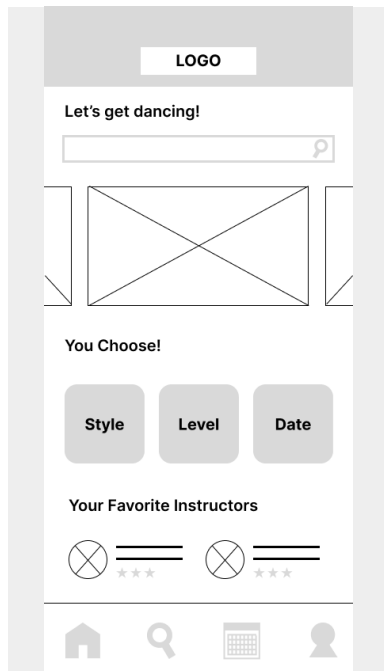 LOGO
Let's get dancing!
You Choose!
Style Level Date
Your Favorite Instructors